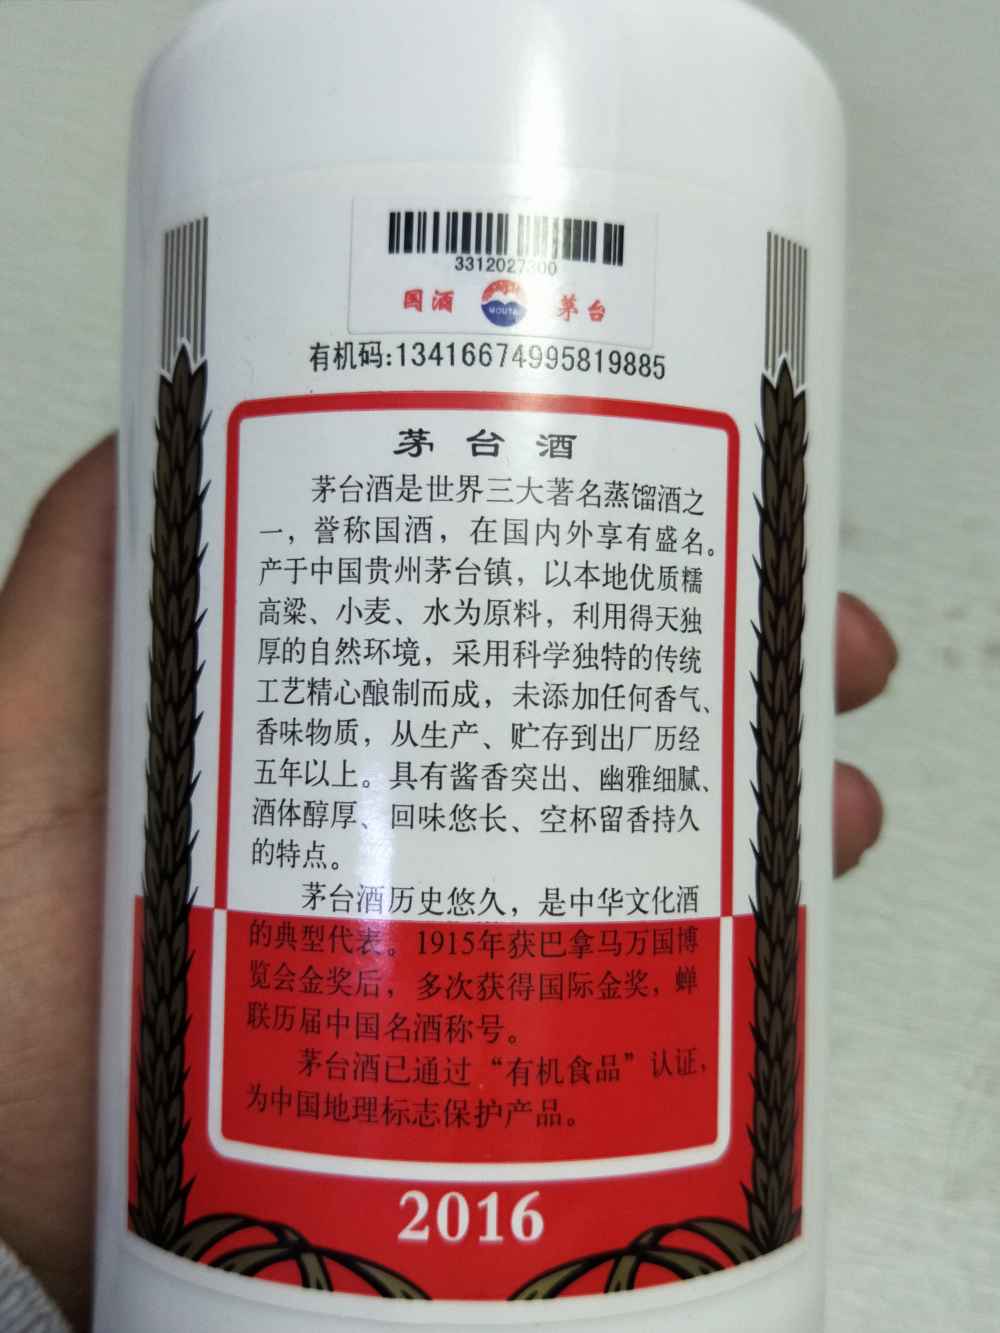 3312027300
国酒 MOUTAI 茅台
有机码:13416674995819885
茅台酒
茅台酒是世界三大著名蒸馏酒之
一，誉称国酒，在国内外享有盛名。
产于中国贵州茅台镇，以本地优质糯
高粱、小麦、水为原料，利用得天独
厚的自然环境，采用科学独特的传统
工艺精心酿制而成，未添加任何香气、
香味物质，从生产、贮存到出厂历经
五年以上。具有酱香突出、幽雅细腻、
酒体醇厚、回味悠长、空杯留香持久
的特点。
茅台酒历史悠久，是中华文化酒
的典型代表。1915年获巴拿马万国博
览会金奖后，多次获得国际金奖，蝉
联历届中国名酒称号。
茅台酒已通过“有机食品”认证，
为中国地理标志保护产品。
2016